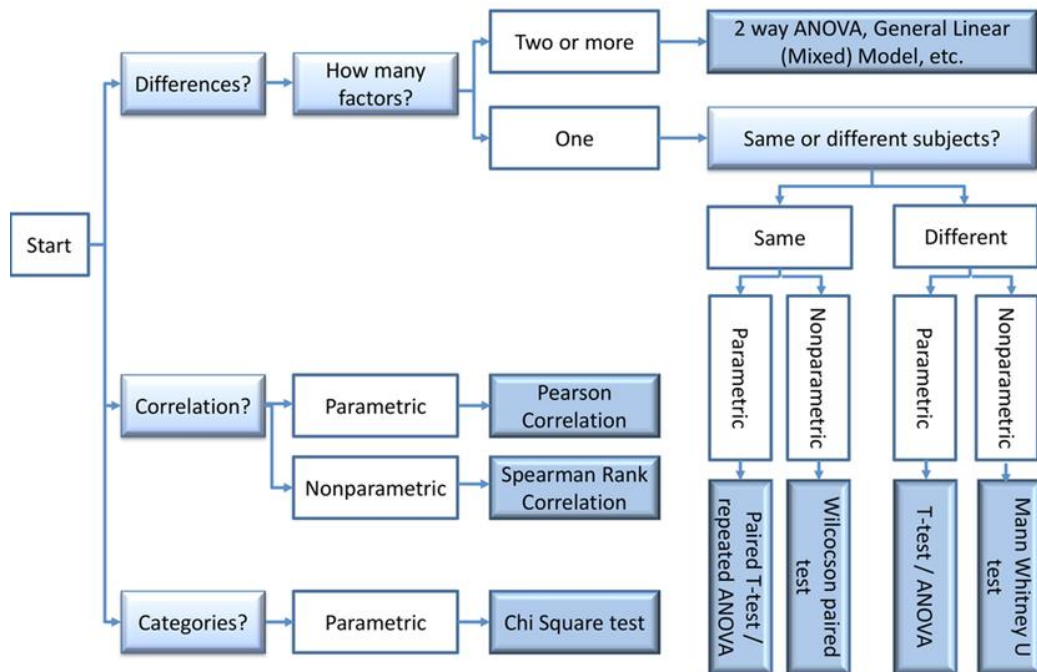 Two or more
2 way ANOVA, General Linear
(Mixed) Model, etc.
Differences?
How many
factors?
One
Same or different subjects?
Start
Same
Different
Parametric
Nonparametric
Parametric
Nonparametric
Correlation?
Parametric
Pearson
Correlation
Nonparametric
Spearman Rank
Correlation
Paired T-test /
repeated ANOVA
Wilcocson paired
test
T-test / ANOVA
Mann Whitney U
test
Categories?
Parametric
Chi Square test